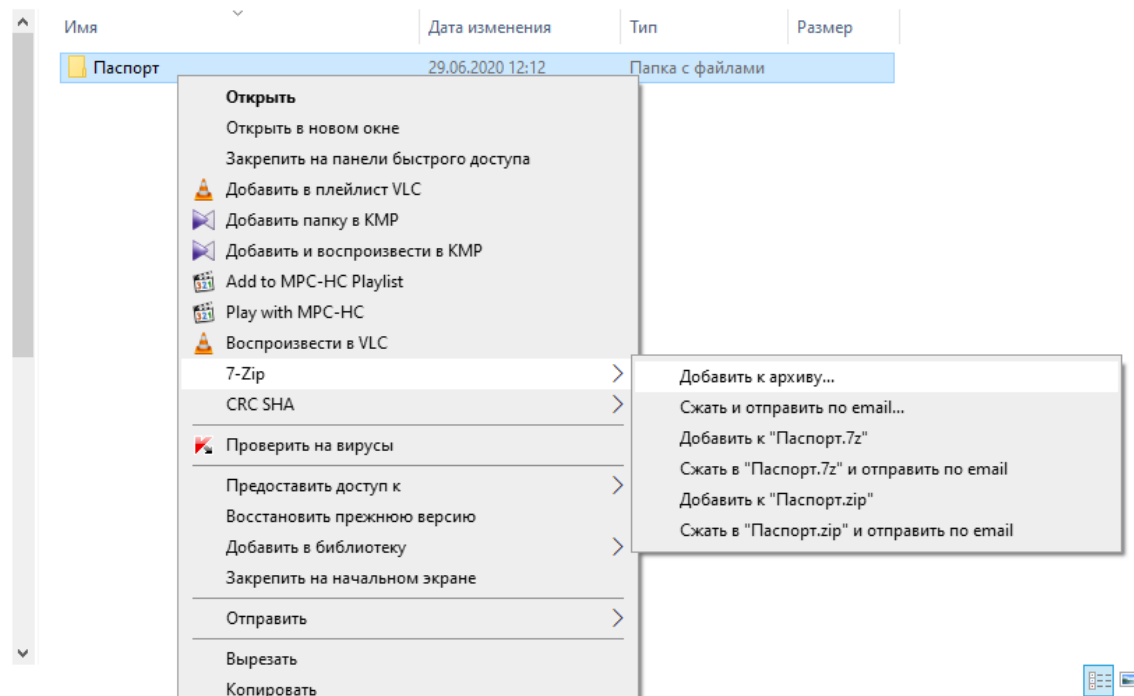 Имя Дата изменения Тип Размер
Паспорт 29.06.2020 12:12 Папка с файлами
Открыть
Открыть в новом окне
Закрепить на панели быстрого доступа
Добавить в плейлист VLC
Добавить папку в KMP
Добавить и воспроизвести в KMP
Add to MPC-HC Playlist
Play with MPC-HC
Воспроизвести в VLC
7-Zip
CRC SHA
Проверить на вирусы
Предоставить доступ к
Восстановить прежнюю версию
Добавить в библиотеку
Закрепить на начальном экране
Отправить
Вырезать
Копировать
Добавить к архиву...
Сжать и отправить по email...
Добавить к "Паспорт.7z"
Сжать в "Паспорт.7z" и отправить по email
Добавить к "Паспорт.zip"
Сжать в "Паспорт.zip" и отправить по email